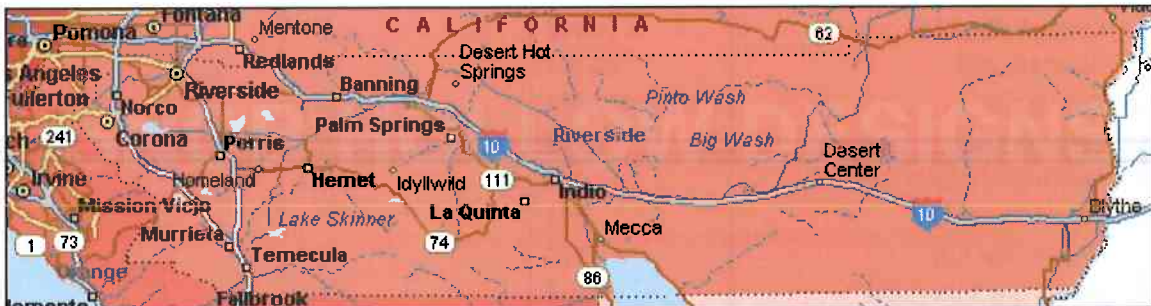 CALIFORNIA
Fontana
Pomona
Mentone
62
Redlands
Desert Hot
Springs
s Angeles
Riverside
Banning
ullerton
Norco
Pinto Wash
241
Corona
Palm Springs
Riverside
Big Wash
Perris
10
Desert
Center
Irvine
Homeland
Hemet
Idyllwild
111
Indio
Mission Viejo
Lake Skinner
La Quinta
10
Blythe
1
73
Murrieta
74
Mecca
Orange
Temecula
86
Fallbrook